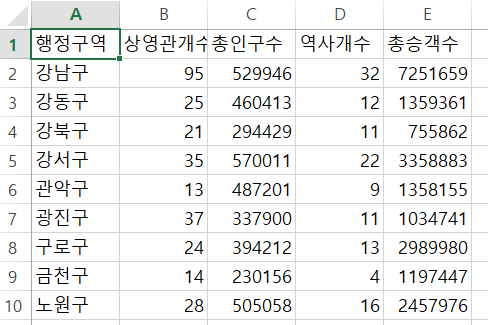 A B C D E
1 행정구역 상영관개수 총인구수 역사개수 총승객수
2 강남구 95 529946 32 7251659
3 강동구 25 460413 12 1359361
4 강북구 21 294429 11 755862
5 강서구 35 570011 22 3358883
6 관악구 13 487201 9 1358155
7 광진구 37 337900 11 1034741
8 구로구 24 394212 13 2989980
9 금천구 14 230156 4 1197447
10 노원구 28 505058 16 2457976